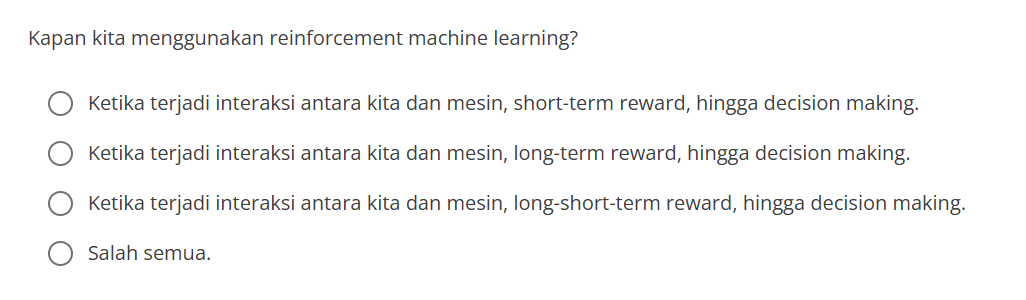 Kapan kita menggunakan reinforcement machine learning?
Ketika terjadi interaksi antara kita dan mesin, short-term reward, hingga decision making.
Ketika terjadi interaksi antara kita dan mesin, long-term reward, hingga decision making.
Ketika terjadi interaksi antara kita dan mesin, long-short-term reward, hingga decision making.
Salah semua.